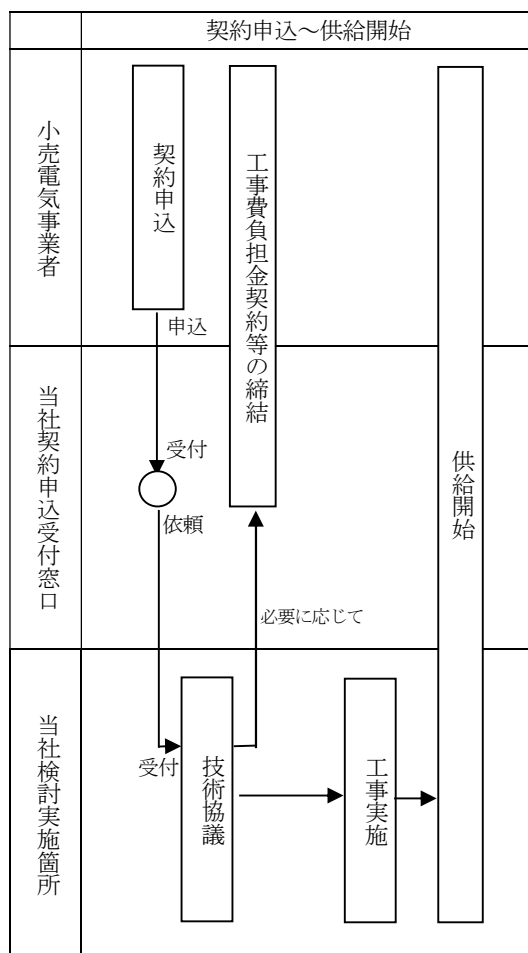 契約申込～供給開始
小売電気事業者
契約申込
工事費負担金契約等の締結
申込
当社契約申込受付窓口
受付
依頼
供給開始
必要に応じて
当社検討実施箇所
受付
技術協議
工事実施